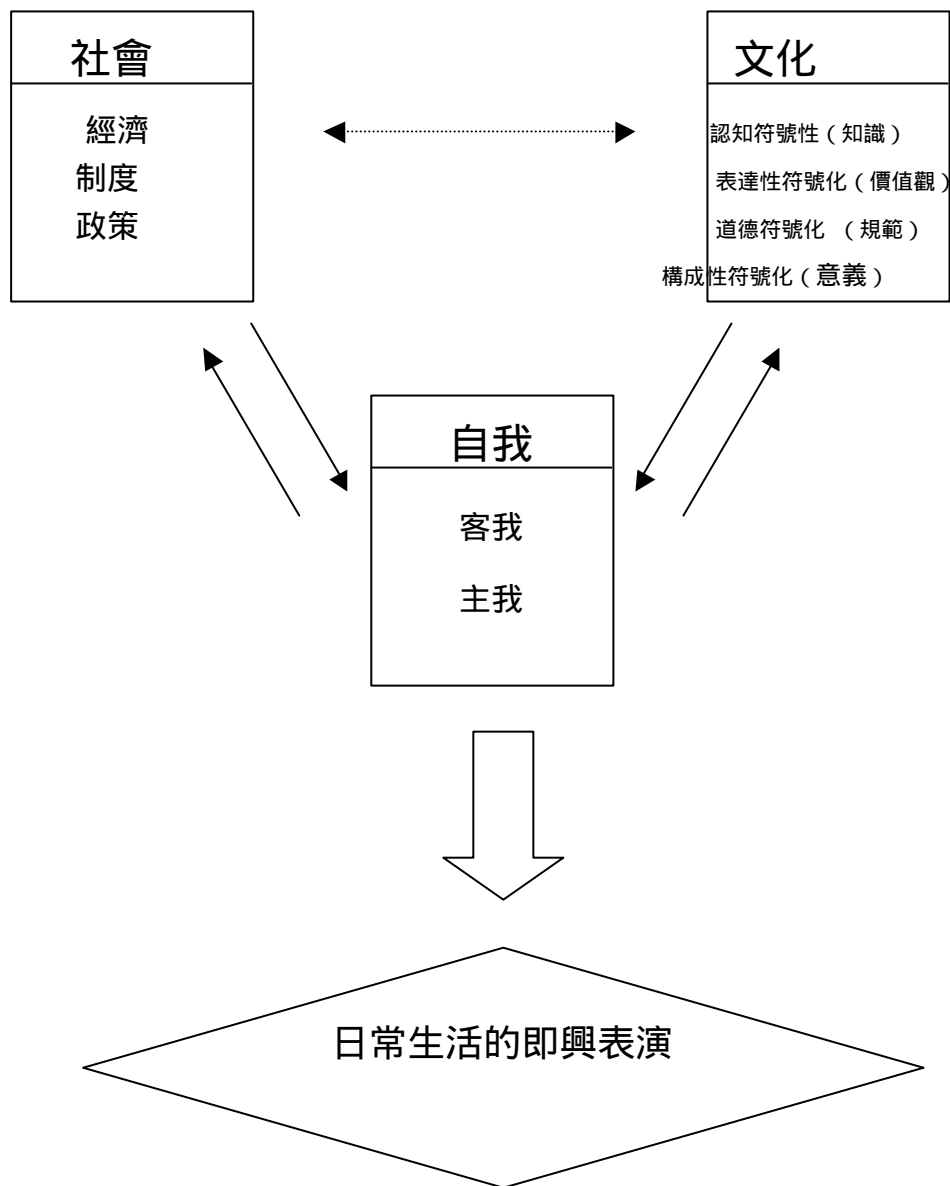 社會
經濟
制度
政策
文化
認知符號性（知識）
表達性符號化（價值觀）
道德符號化 （規範）
構成性符號化（意義）
自我
客我
主我
日常生活的即興表演